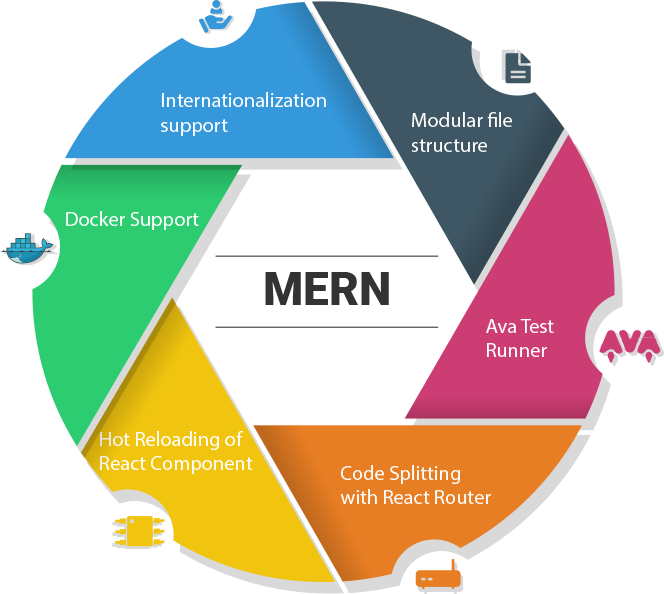 Internationalization
support
Modular file
structure
Docker Support
MERN
Ava Test
Runner
AVA
Hot Reloading of
React Component
Code Splitting
with React Router